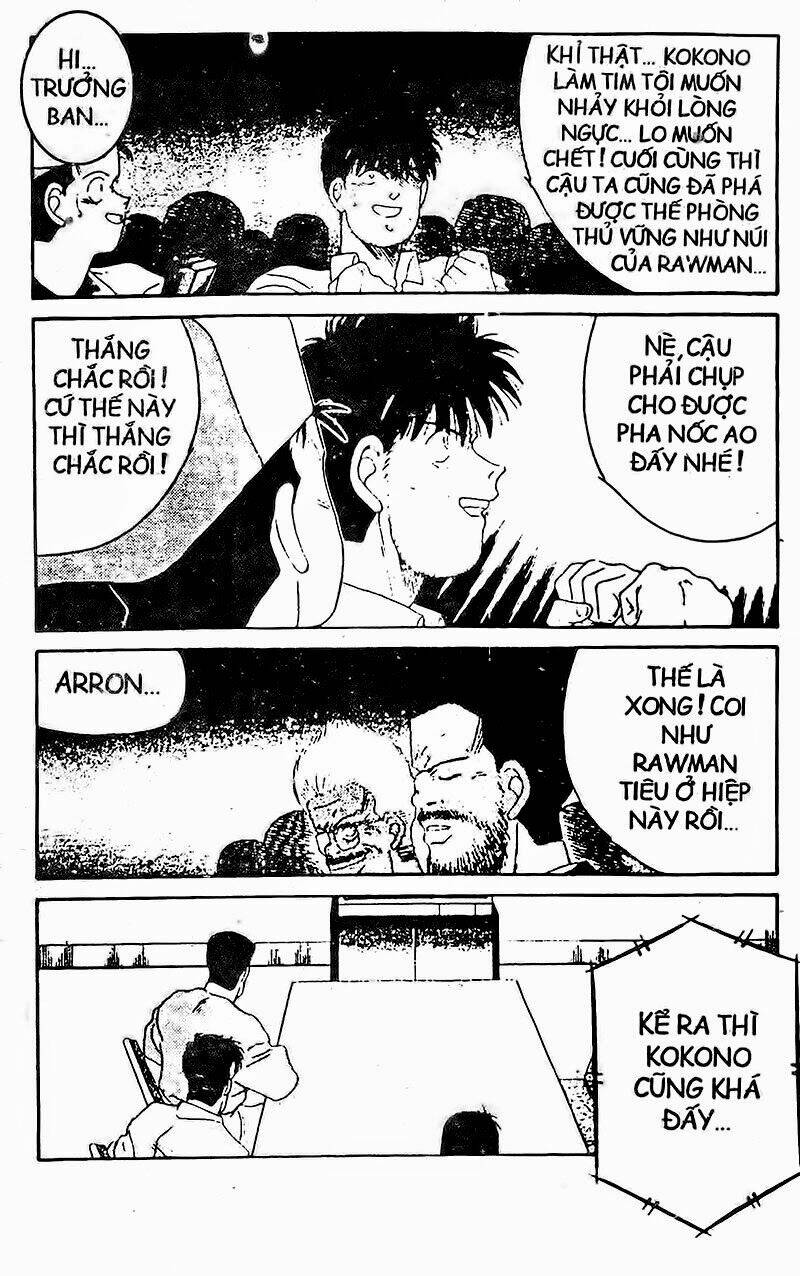 HI...
TRƯỞNG
BAN...
KHỈ THẬT... KOKONO
LÀM TIM TÔI MUỐN
NHẢY KHỎI LÒNG
NGỰC... LO MUỐN
CHẾT! CUỐI CÙNG THÌ
CẬU TA CŨNG ĐÃ PHÁ
ĐƯỢC THẾ PHÒNG
THỦ VỮNG NHƯ NÚI
CỦA RAWMAN...
THẮNG
CHẮC RỒI!
CỨ THẾ NÀY
THÌ THẮNG
CHẮC RỒI!
NÈ, CẬU
PHẢI CHỤP
CHO ĐƯỢC
PHA NỐC AO
ĐẤY NHÉ!
ARRON...
THẾ LÀ
XONG! COI
NHƯ
RAWMAN
TIÊU Ở HIỆP
NÀY RỒI...
KỂ RA THÌ
KOKONO
CŨNG KHÁ
ĐẤY...